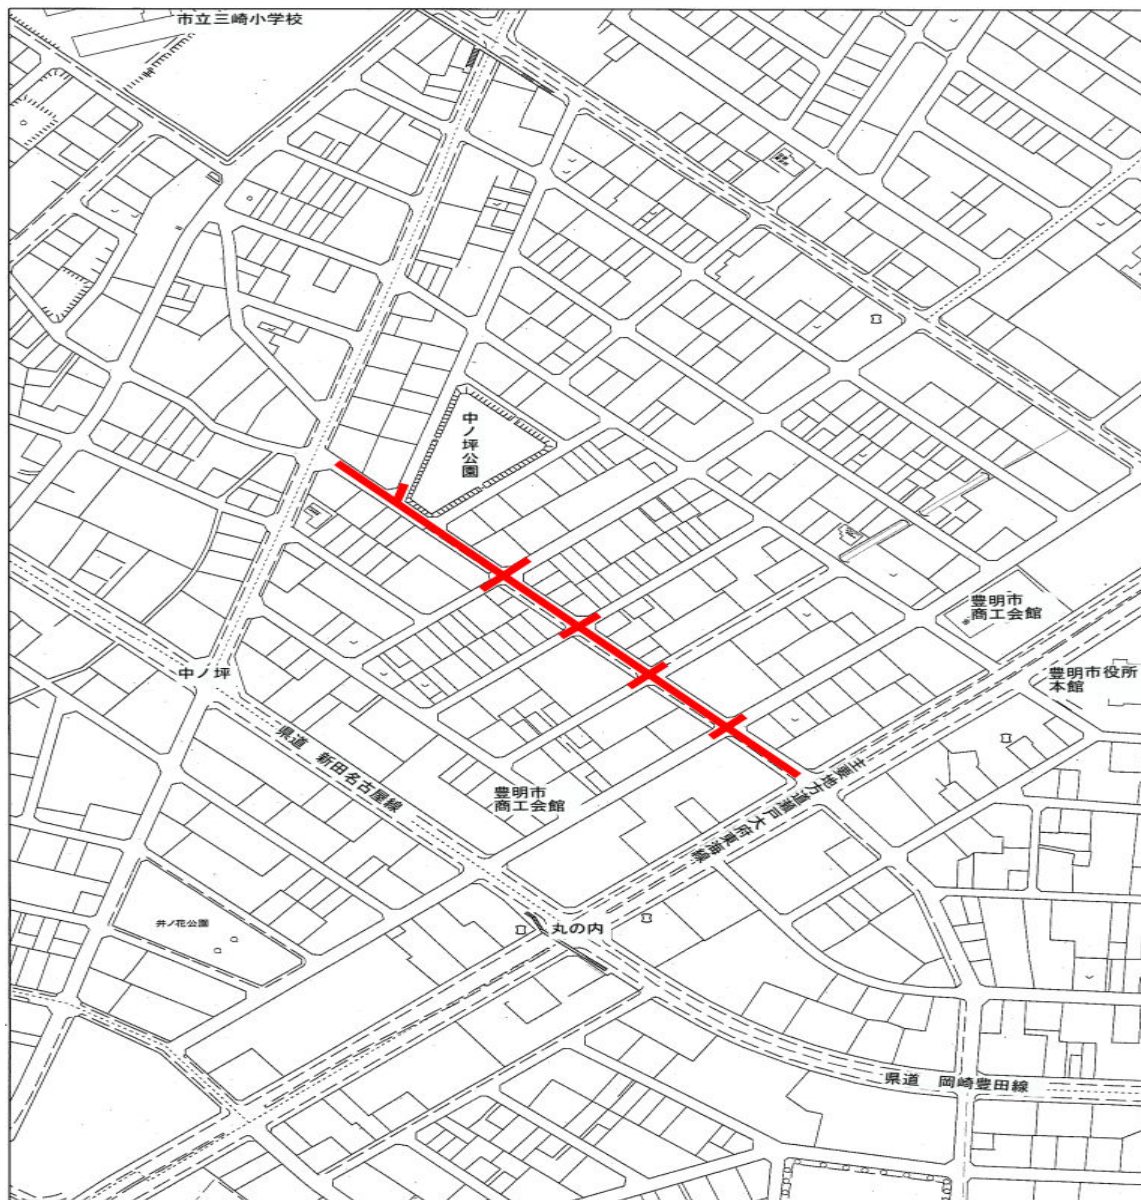 市立三崎小学校
中ノ坪公園
豊明市
商工会館
豊明市役所
本館
中ノ坪
県道 新田名古屋線
豊明市
商工会館
主要地方道瀬戸大府東海線
井ノ花公園
丸の内
県道 岡崎豊田線